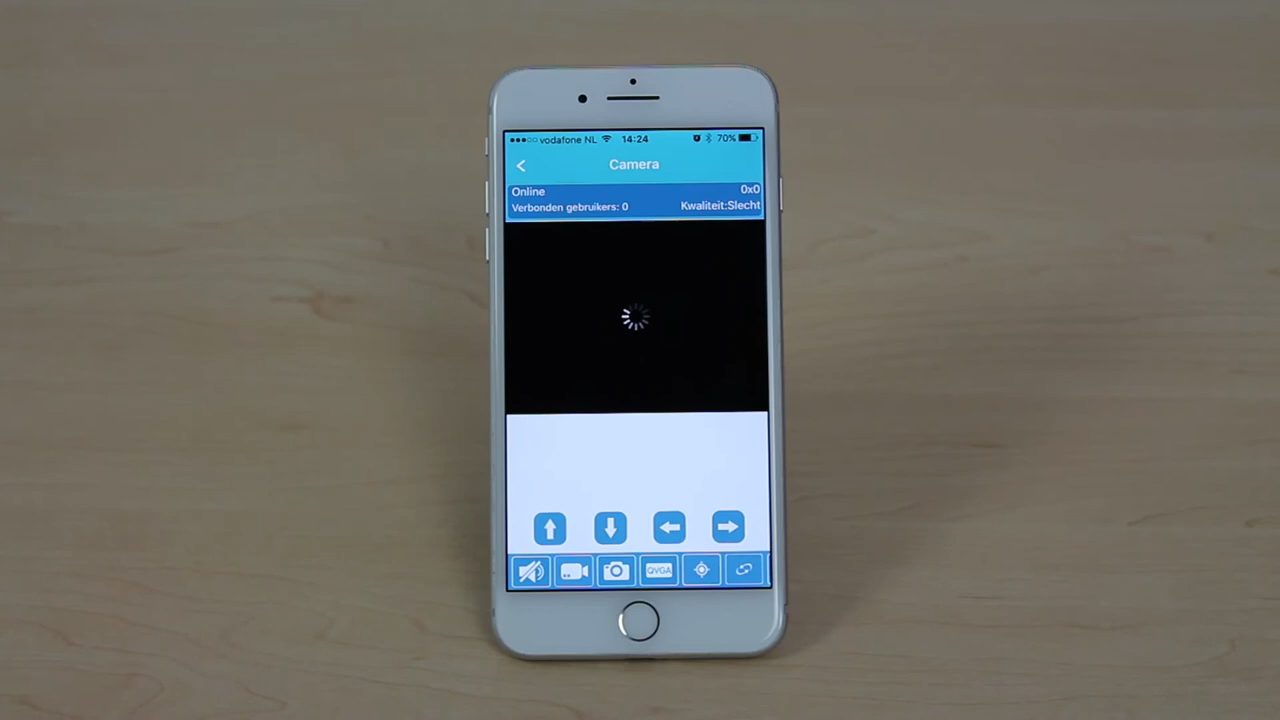 vodafone NL 14:24 70%
Camera
Online 0x0
Verbonden gebruikers: 0 Kwaliteit:Slecht
QVGA